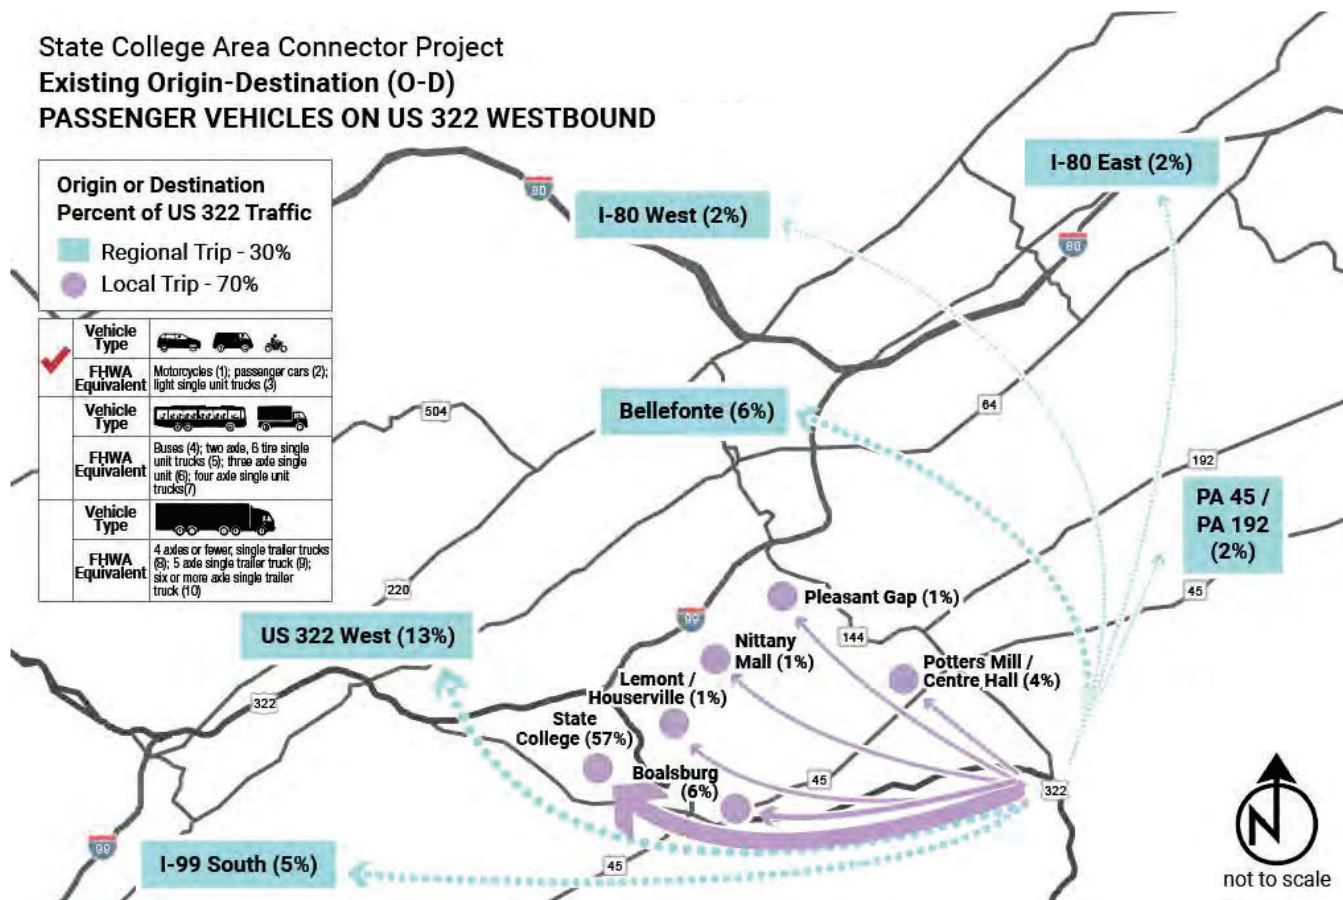 State College Area Connector Project
Existing Origin-Destination (O-D)
PASSENGER VEHICLES ON US 322 WESTBOUND
Origin or Destination
Percent of US 322 Traffic
Regional Trip - 30%
Local Trip - 70%
Vehicle
Type
FHWA
Equivalent
Motorcycles (1); passenger cars (2);
light single unit trucks (3)
Vehicle
Type
FHWA
Equivalent
Buses (4); two axle, 6 tire single
unit trucks (5); three axle single
unit (6); four axle single unit
trucks(7)
Vehicle
Type
FHWA
Equivalent
4 axles or fewer, single trailer trucks
(8); 5 axle single trailer truck (9);
six or more axle single trailer
truck (10)
I-80 East (2%)
80
I-80 West (2%)
80
Bellefonte (6%)
504
64
192
PA 45 /
PA 192
(2%)
220
45
US 322 West (13%)
99
Pleasant Gap (1%)
144
Nittany
Mall (1%)
Potters Mill /
Centre Hall (4%)
Lemont /
Houserville (1%)
322
State
College (57%)
Boalsburg
(6%)
45
322
99
I-99 South (5%)
45
N
not to scale